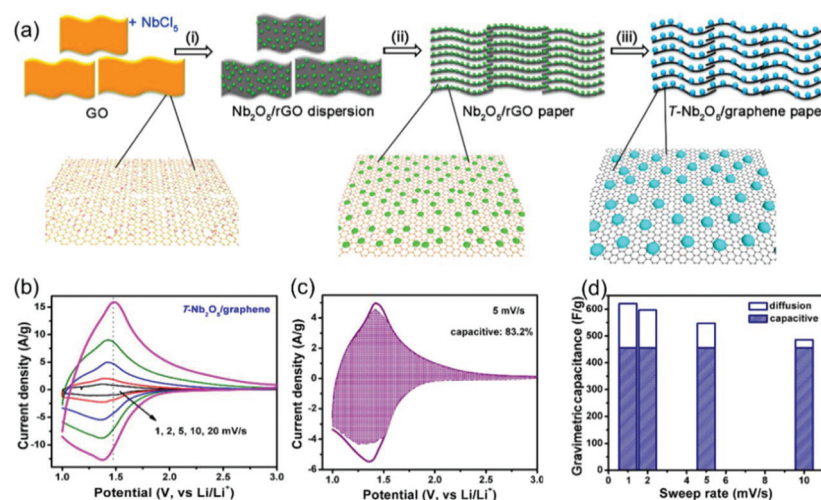 (a)
+ NbCl₅
(i)
(ii)
(iii)
GO
Nb₂O₅/rGO dispersion
Nb₂O₅/rGO paper
T-Nb₂O₅/graphene paper
(b)
T-Nb₂O₅/graphene
15
10
5
0
-5
-10
Current density (A/g)
1, 2, 5, 10, 20 mV/s
1.0 1.5 2.0 2.5 3.0
Potential (V, vs Li/Li⁺)
(c)
5 mV/s
capacitive: 83.2%
4
2
0
-2
-4
-6
Current density (A/g)
1.0 1.5 2.0 2.5 3.0
Potential (V, vs Li/Li⁺)
(d)
diffusion
capacitive
700
600
500
400
300
200
100
0
Gravimetric capacitance (F/g)
0 1 2 4 5 6 8 10
Sweep rate (mV/s)